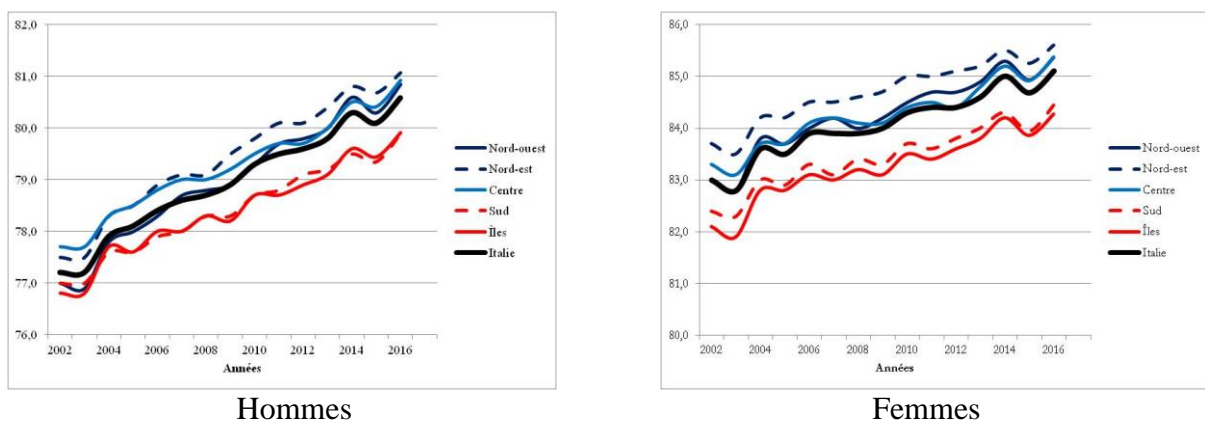 82,0
81,0
80,0
79,0
78,0
77,0
76,0
2002 2004 2006 2008 2010 2012 2014 2016
Années
Nord-ouest
Nord-est
Centre
Sud
Îles
Italie
Hommes
86,0
85,0
84,0
83,0
82,0
81,0
80,0
2002 2004 2006 2008 2010 2012 2014 2016
Années
Nord-ouest
Nord-est
Centre
Sud
Îles
Italie
Femmes